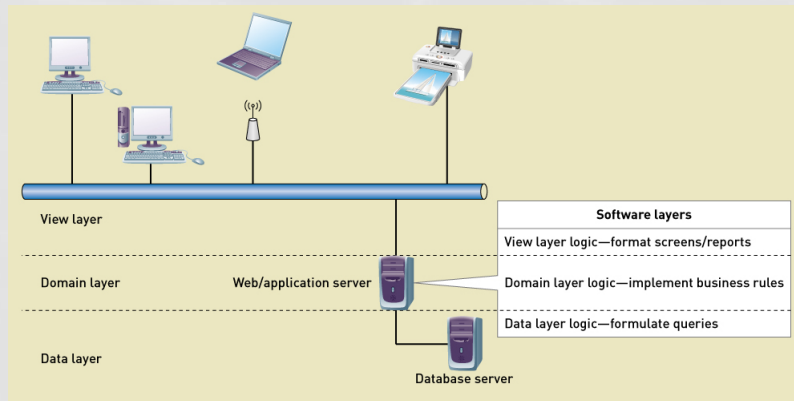 View layer
Domain layer
Web/application server
Data layer
Database server
Software layers
View layer logic—format screens/reports
Domain layer logic—implement business rules
Data layer logic—formulate queries